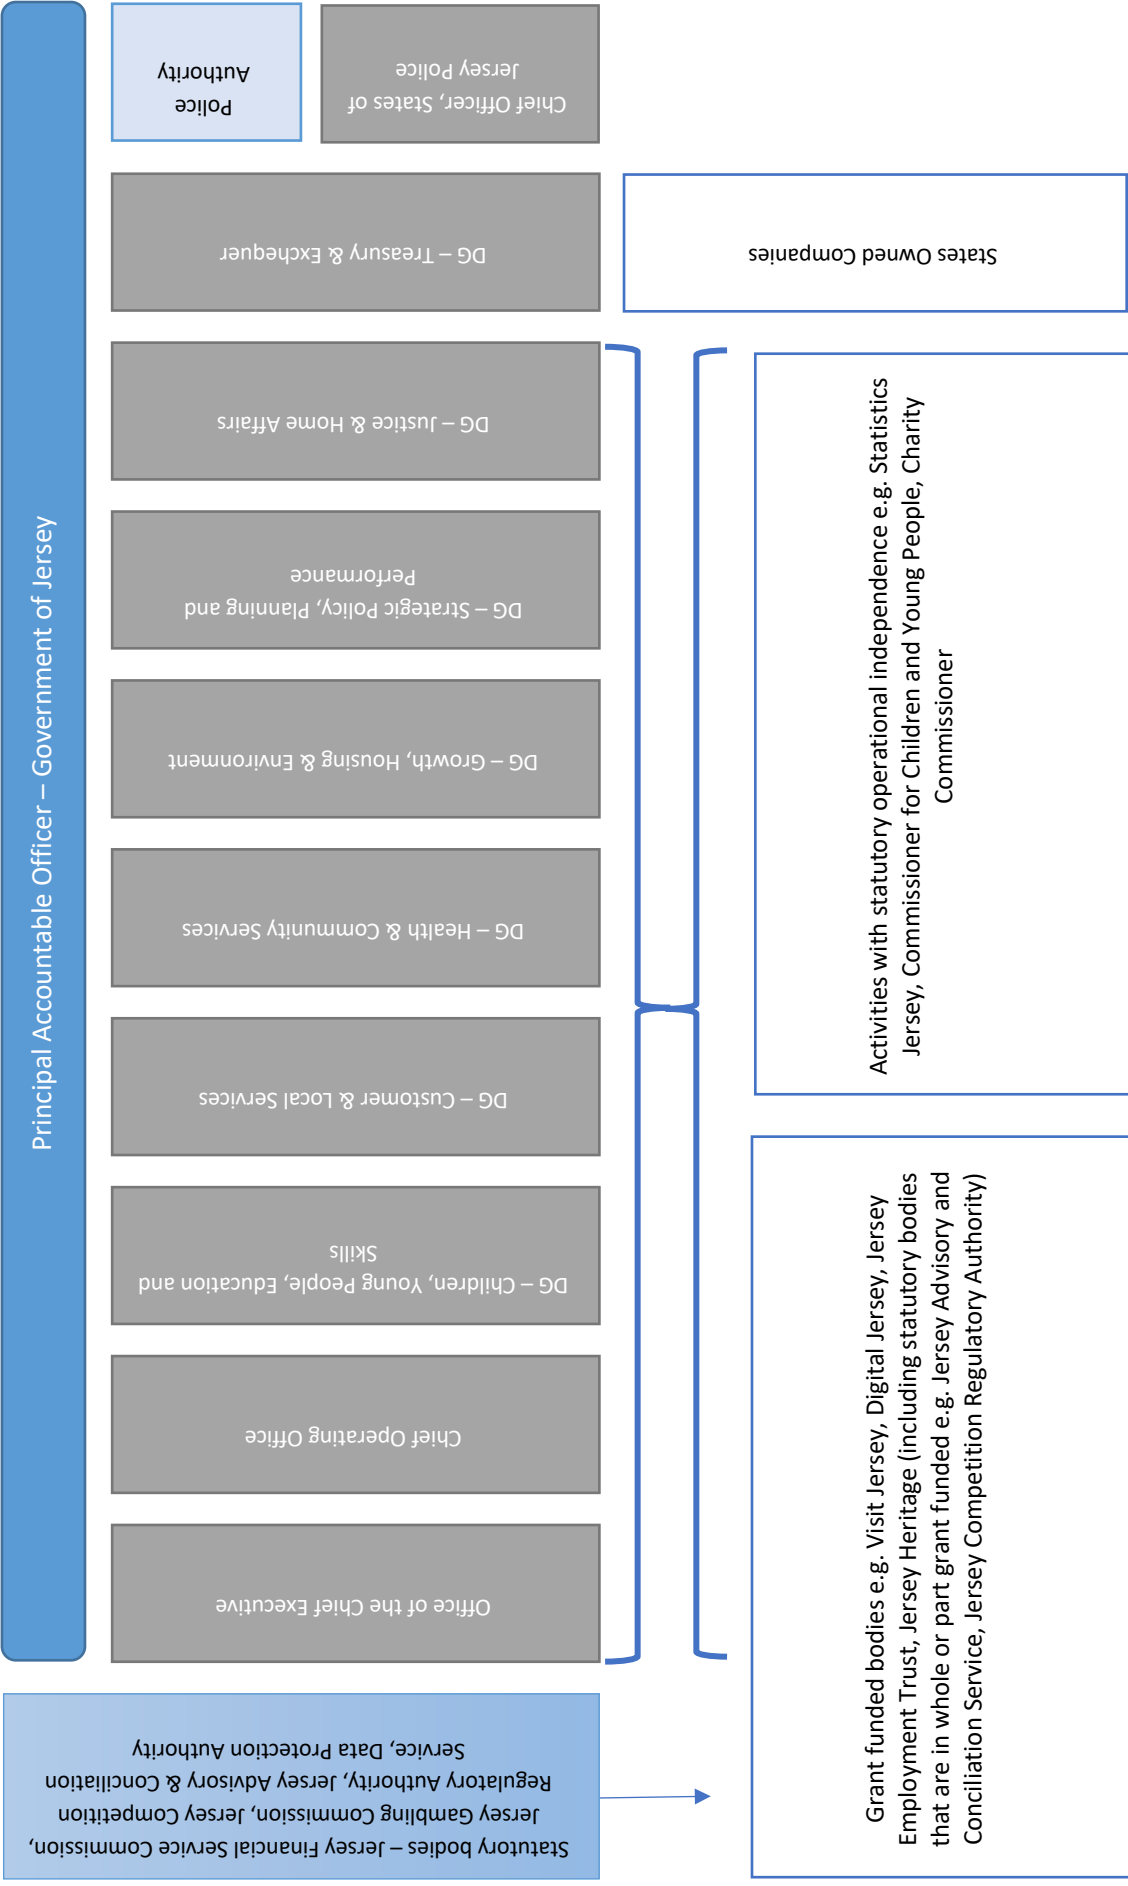 Principal Accountable Officer – Government of Jersey
Statutory bodies – Jersey Financial Service Commission,
Jersey Gambling Commission, Jersey Competition
Regulatory Authority, Jersey Advisory & Conciliation
Service, Data Protection Authority
Office of the Chief Executive
Chief Operating Office
DG – Children, Young People, Education and
Skills
DG – Customer & Local Services
DG – Health & Community Services
DG – Growth, Housing & Environment
DG – Strategic Policy, Planning and
Performance
DG – Justice & Home Affairs
DG – Treasury & Exchequer
Police
Authority
Chief Officer, States of
Jersey Police
Grant funded bodies e.g. Visit Jersey, Digital Jersey, Jersey
Employment Trust, Jersey Heritage (including statutory bodies
that are in whole or part grant funded e.g. Jersey Advisory and
Conciliation Service, Jersey Competition Regulatory Authority)
Activities with statutory operational independence e.g. Statistics
Jersey, Commissioner for Children and Young People, Charity
Commissioner
States Owned Companies